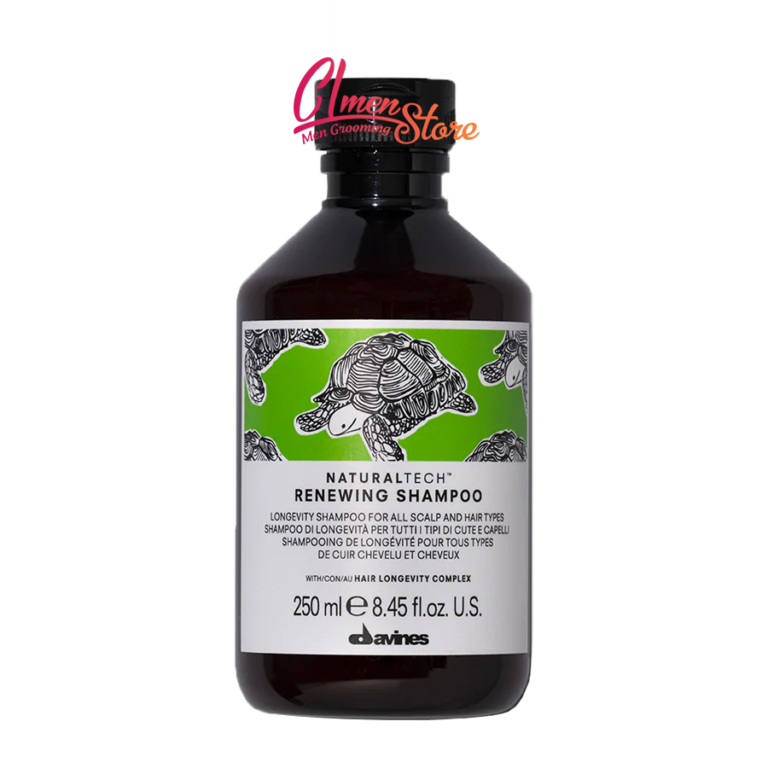 CImen
Men Grooming Store
NATURALTECH™
RENEWING SHAMPOO
LONGEVITY SHAMPOO FOR ALL SCALP AND HAIR TYPES
SHAMPOO DI LONGEVITÀ PER TUTTI I TIPI DI CUTE E CAPELLI
SHAMPOOING DE LONGÉVITÉ POUR TOUS TYPES
DE CUIR CHEVELU ET CHEVEUX
WITH/CON/AU HAIR LONGEVITY COMPLEX
250 ml ℮ 8.45 fl.oz. U.S.
davines